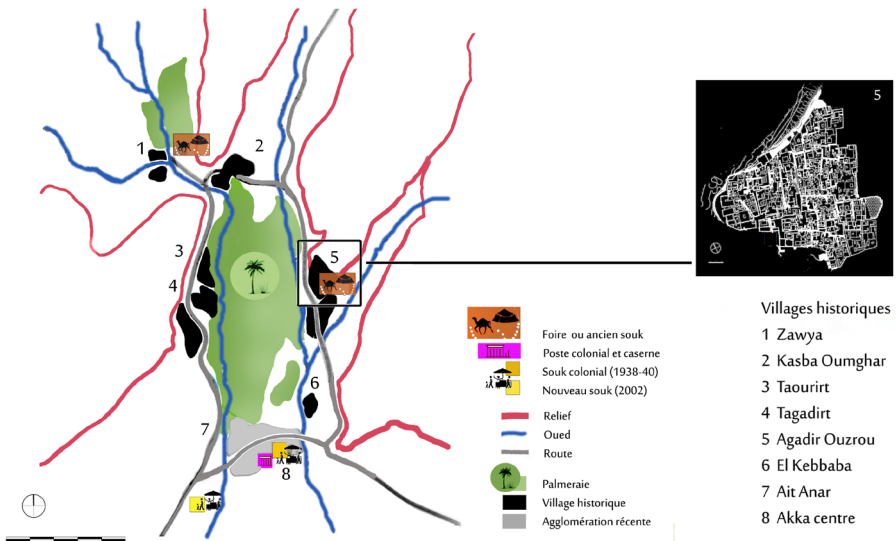 1
2
3
4
5
6
7
8
5
Foire ou ancien souk
Poste colonial et caserne
Souk colonial (1938-40)
Nouveau souk (2002)
Relief
Oued
Route
Palmeraie
Village historique
Agglomération récente
Villages historiques
1 Zawya
2 Kasba Oumghar
3 Taourirt
4 Tagadirt
5 Agadir Ouzrou
6 El Kebbaba
7 Ait Anar
8 Akka centre